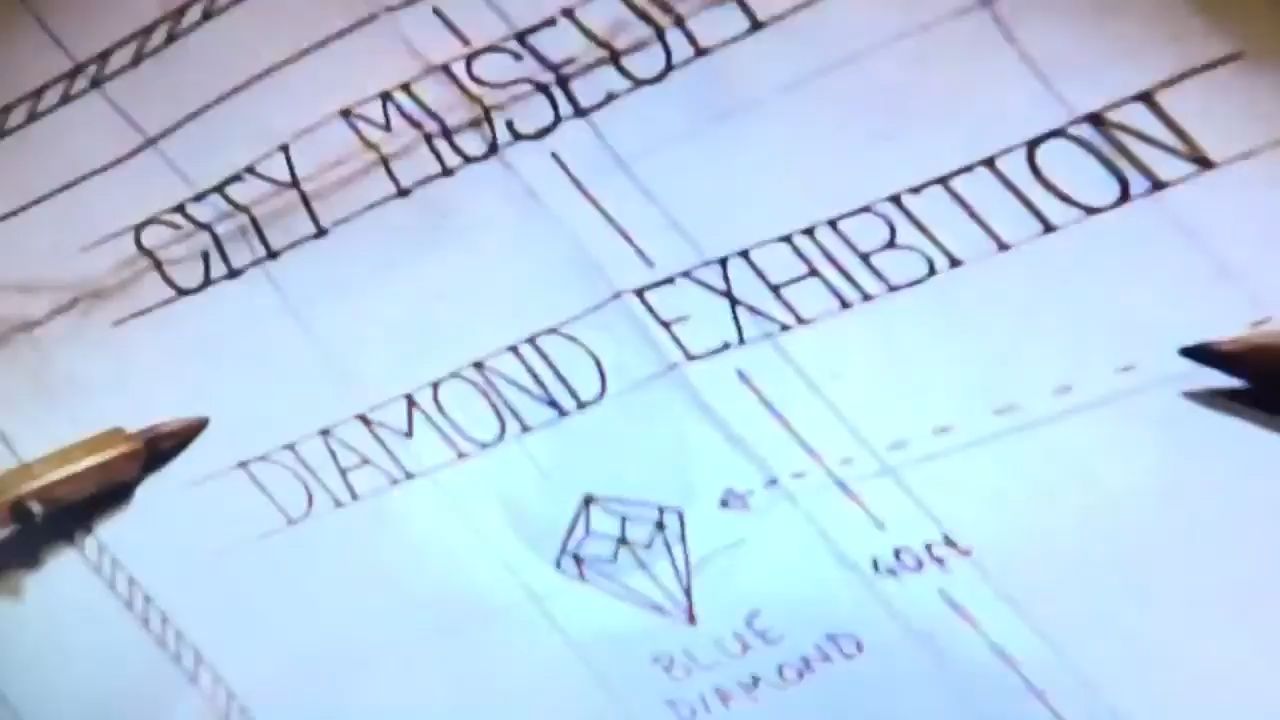 CITY MUSEUM
DIAMOND EXHIBITION
40ft
BLUE
DIAMOND